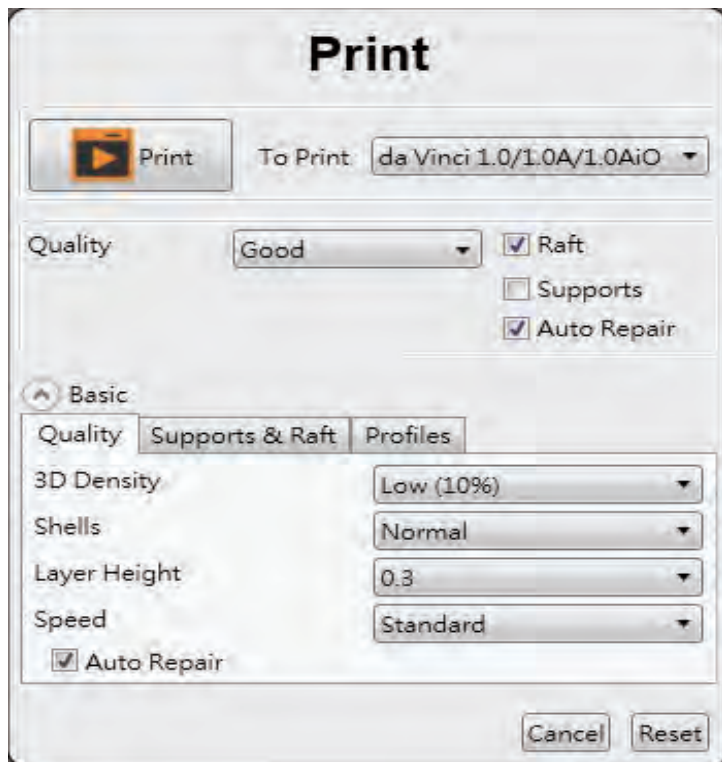 Print
Print To Print da Vinci 1.0/1.0A/1.0AiO
Quality Good Raft
Supports
Auto Repair
Basic
Quality Supports & Raft Profiles
3D Density Low (10%)
Shells Normal
Layer Height 0.3
Speed Standard
Auto Repair
Cancel Reset